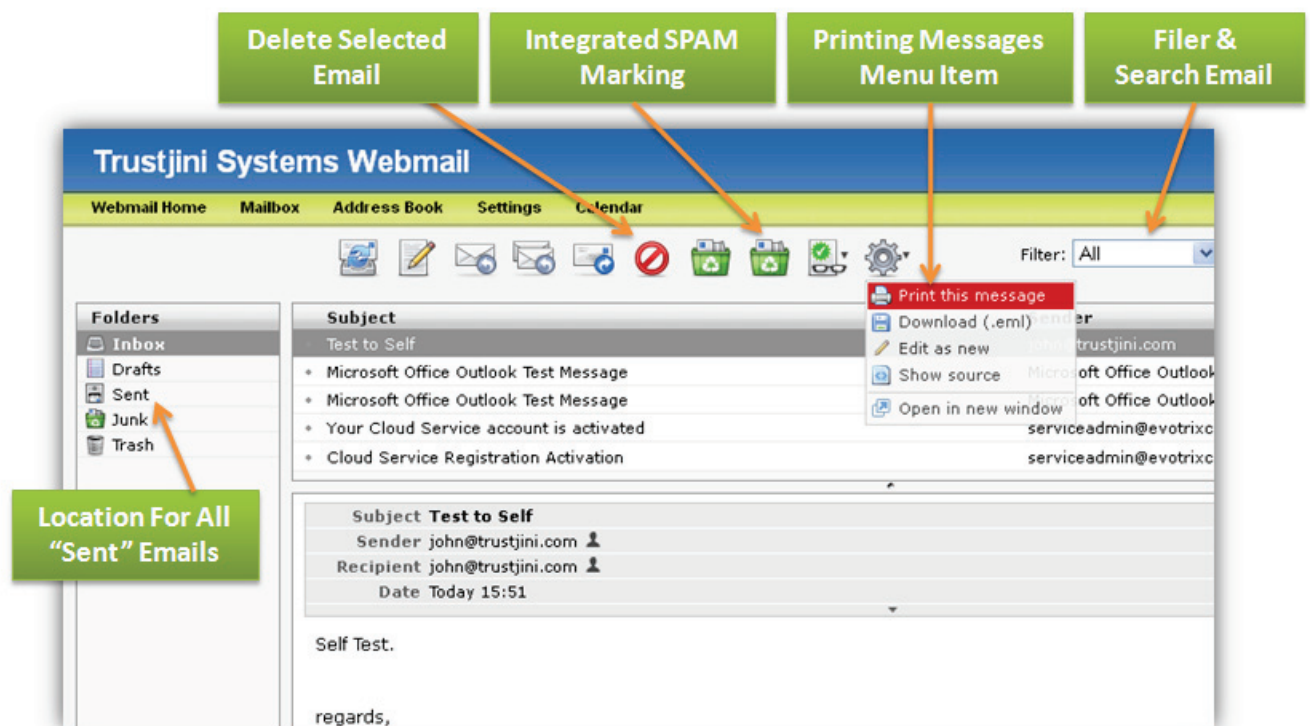 Delete Selected
Email
Integrated SPAM
Marking
Printing Messages
Menu Item
Filer &
Search Email
Trustjini Systems Webmail
Webmail Home Mailbox Address Book Settings Calendar
Filter: All
Print this message
Download (.eml)
Edit as new
Show source
Open in new window
Folders
Inbox
Drafts
Sent
Junk
Trash
Location For All
“Sent” Emails
Subject
Test to Self
Microsoft Office Outlook Test Message
Microsoft Office Outlook Test Message
Your Cloud Service account is activated serviceadmin@evotrixc
Cloud Service Registration Activation serviceadmin@evotrixc
Subject Test to Self
Sender john@trustjini.com
Recipient john@trustjini.com
Date Today 15:51
Self Test.
regards,